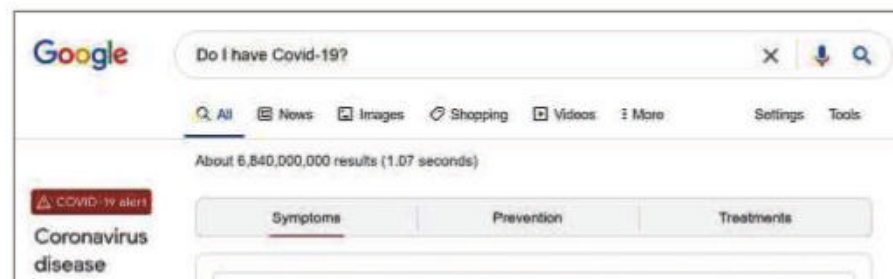 Google
Do I have Covid-19?
All News Images Shopping Videos More Settings Tools
About 6,840,000,000 results (1.07 seconds)
COVID-19 alert
Coronavirus
disease
Symptoms Prevention Treatments